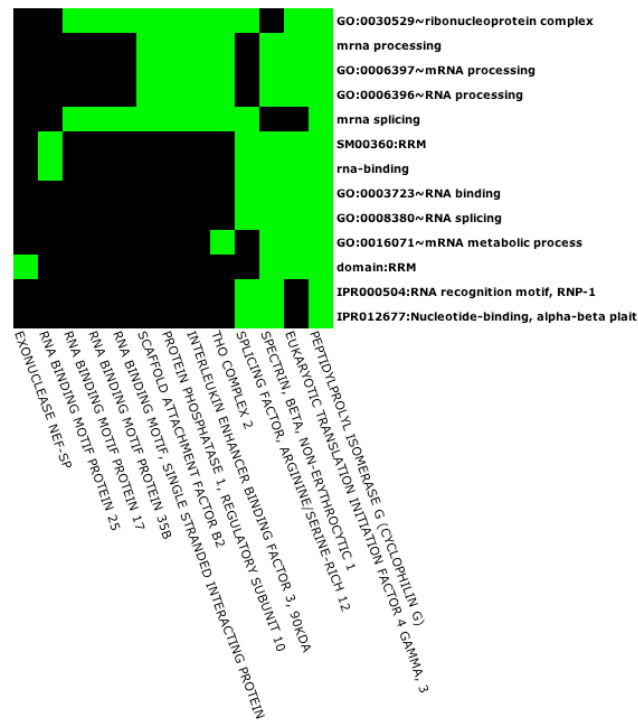 GO:0030529~ribonucleoprotein complex
mrna processing
GO:0006397~mRNA processing
GO:0006396~RNA processing
mrna splicing
SM00360:RRM
rna-binding
GO:0003723~RNA binding
GO:0008380~RNA splicing
GO:0016071~mRNA metabolic process
domain:RRM
IPR000504:RNA recognition motif, RNP-1
IPR012677:Nucleotide-binding, alpha-beta plait
EXONUCLEASE NEF-SP
RNA BINDING MOTIF PROTEIN 25
RNA BINDING MOTIF PROTEIN 17
RNA BINDING MOTIF PROTEIN 35B
RNA BINDING MOTIF, SINGLE STRANDED INTERACTING PROTEIN
SCAFFOLD ATTACHMENT FACTOR B2
PROTEIN PHOSPHATASE 1, REGULATORY SUBUNIT 10
INTERLEUKIN ENHANCER BINDING FACTOR 3, 90KDA
THO COMPLEX 2
SPLICING FACTOR, ARGININE/SERINE-RICH 12
SPECTRIN, BETA, NON-ERYTHROCYTIC 1
EUKARYOTIC TRANSLATION INITIATION FACTOR 4 GAMMA, 3
PEPTIDYLPROLYL ISOMERASE G (CYCLOPHILIN G)